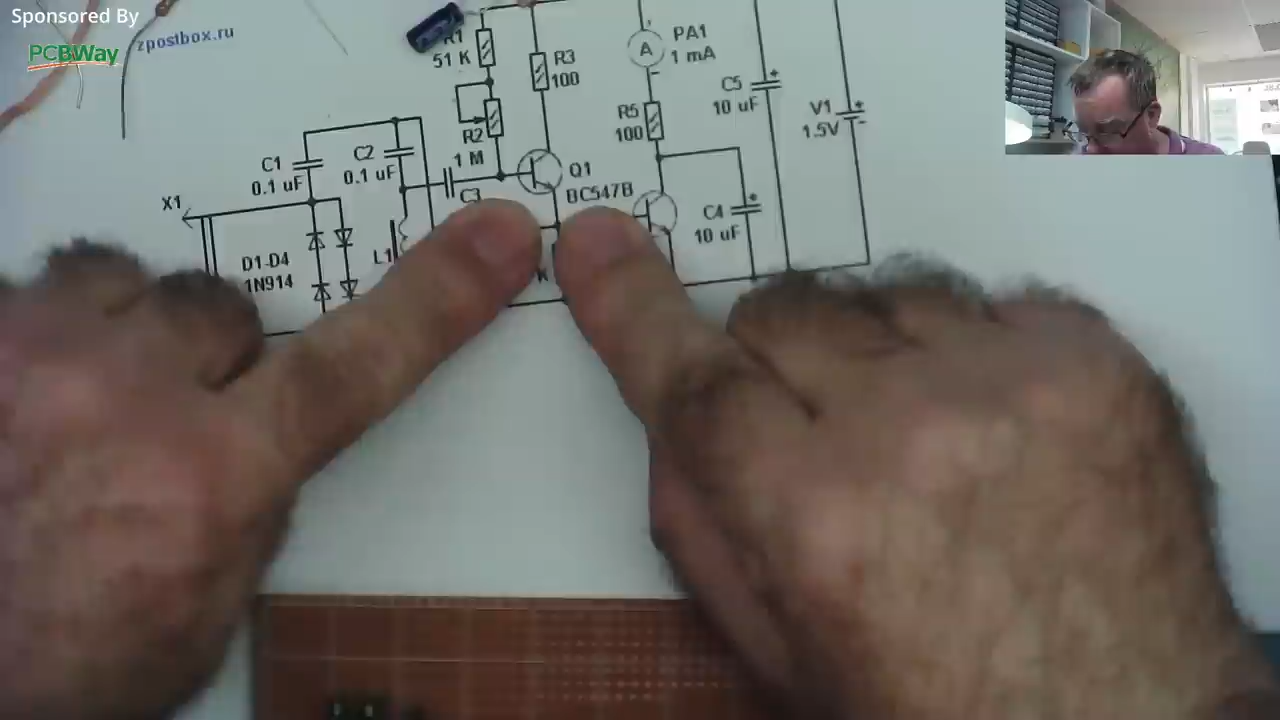 Sponsored By
PCBWay
zpostbox.ru
R1
51 K
R3
100
PA1
1 mA
A
C5
10 uF
V1
1.5V
R5
100
R2
1 M
C1
0.1 uF
C2
0.1 uF
Q1
BC547B
C3
X1
C4
10 uF
L1
D1-D4
1N914
K